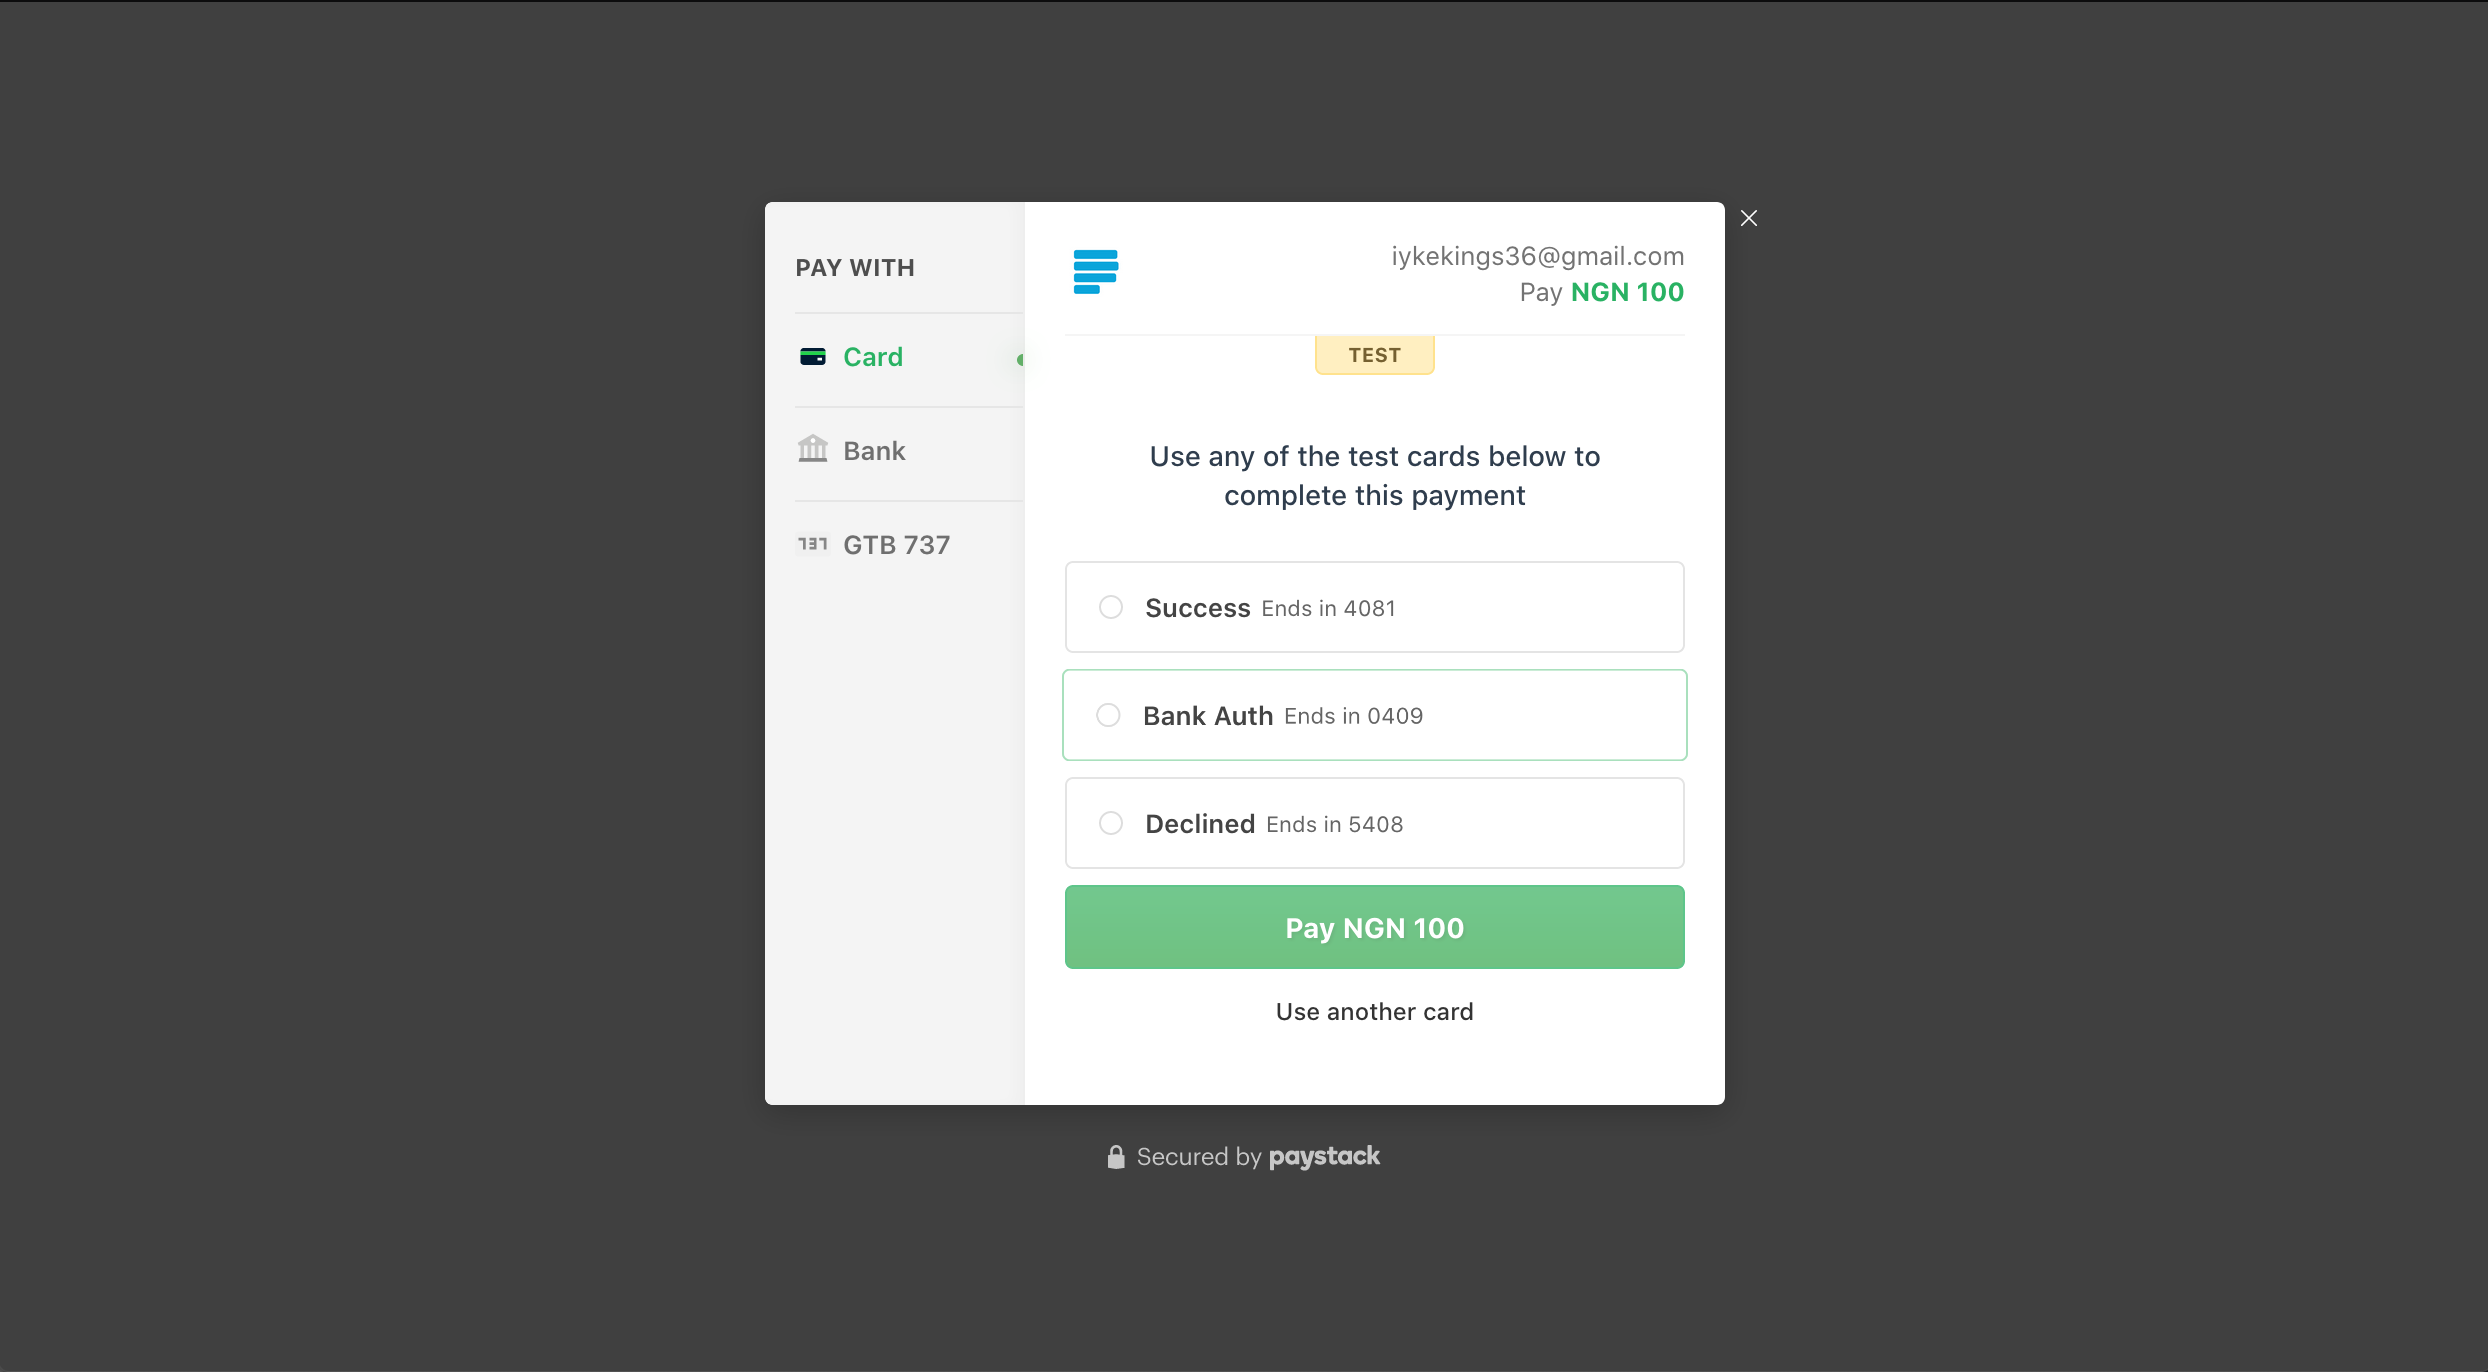 PAY WITH
Card
Bank
737 GTB 737
iykekings36@gmail.com
Pay NGN 100
TEST
Use any of the test cards below to
complete this payment
Success Ends in 4081
Bank Auth Ends in 0409
Declined Ends in 5408
Pay NGN 100
Use another card
Secured by paystack